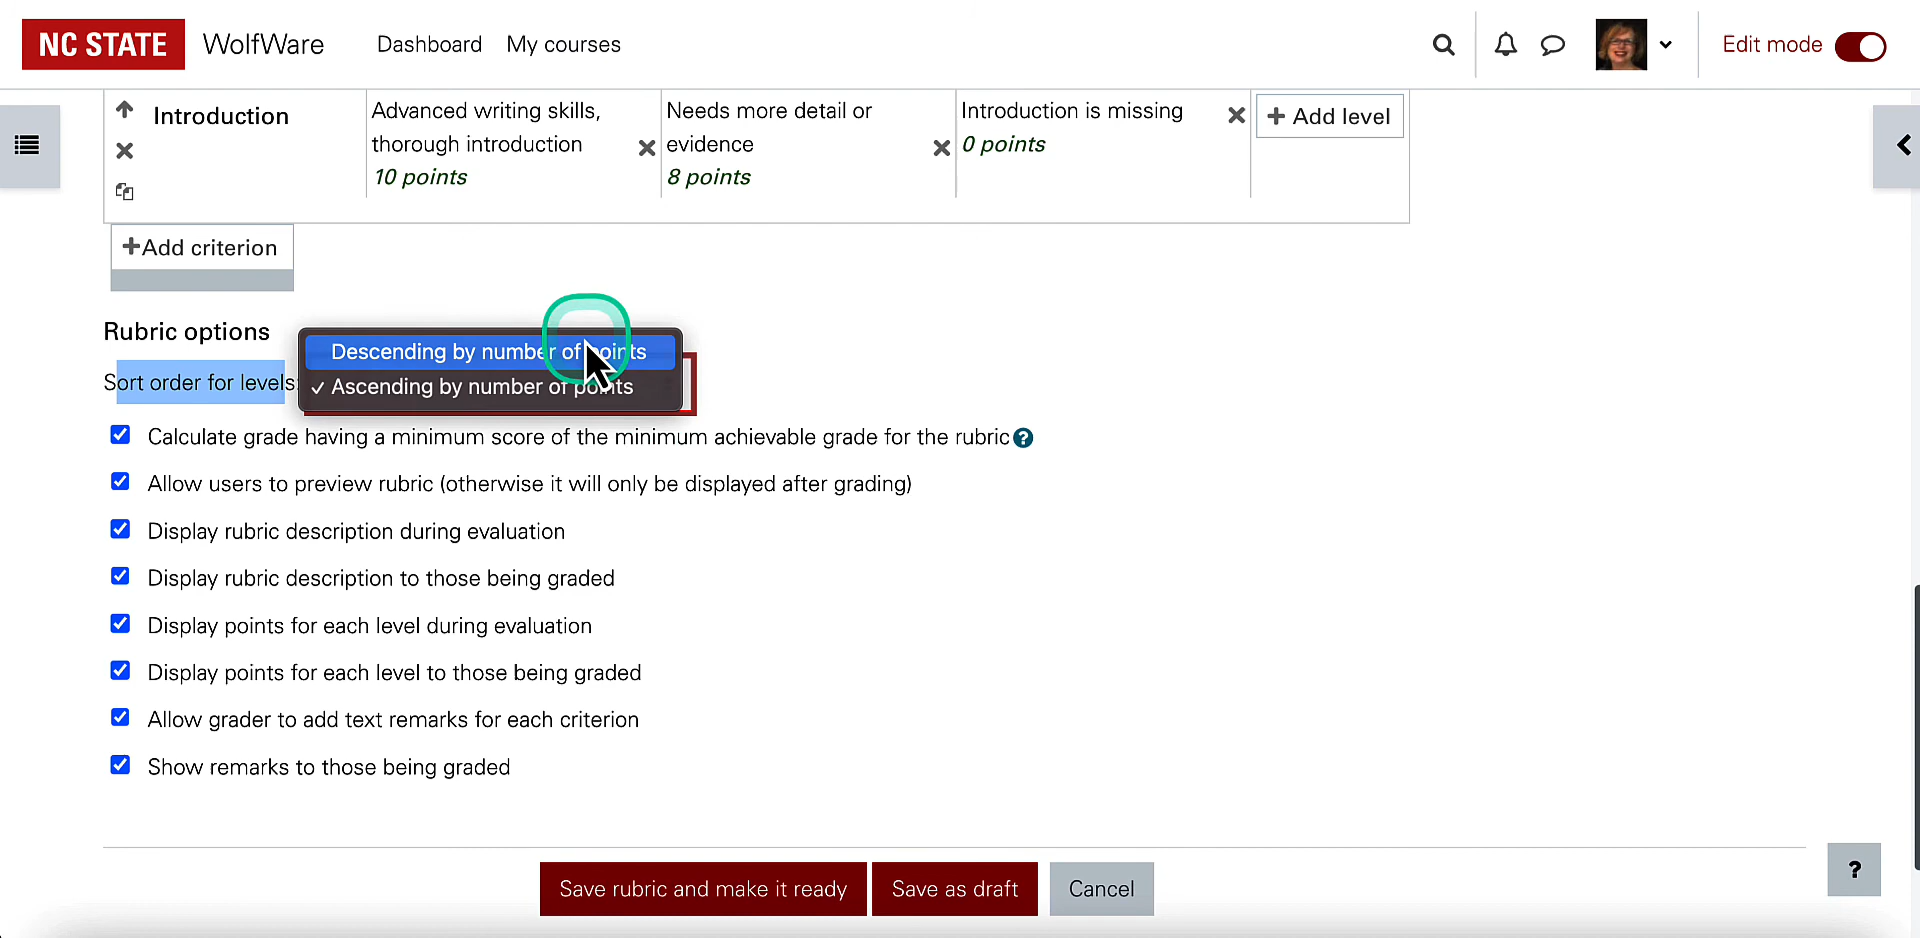 NC STATE WolfWare Dashboard My courses Edit mode
Introduction
Advanced writing skills,
thorough introduction
10 points
Needs more detail or
evidence
8 points
Introduction is missing
0 points
+ Add level
+Add criterion
Rubric options
Descending by number of points
Sort order for levels:
✓ Ascending by number of points
Calculate grade having a minimum score of the minimum achievable grade for the rubric ?
Allow users to preview rubric (otherwise it will only be displayed after grading)
Display rubric description during evaluation
Display rubric description to those being graded
Display points for each level during evaluation
Display points for each level to those being graded
Allow grader to add text remarks for each criterion
Show remarks to those being graded
?
Save rubric and make it ready Save as draft Cancel